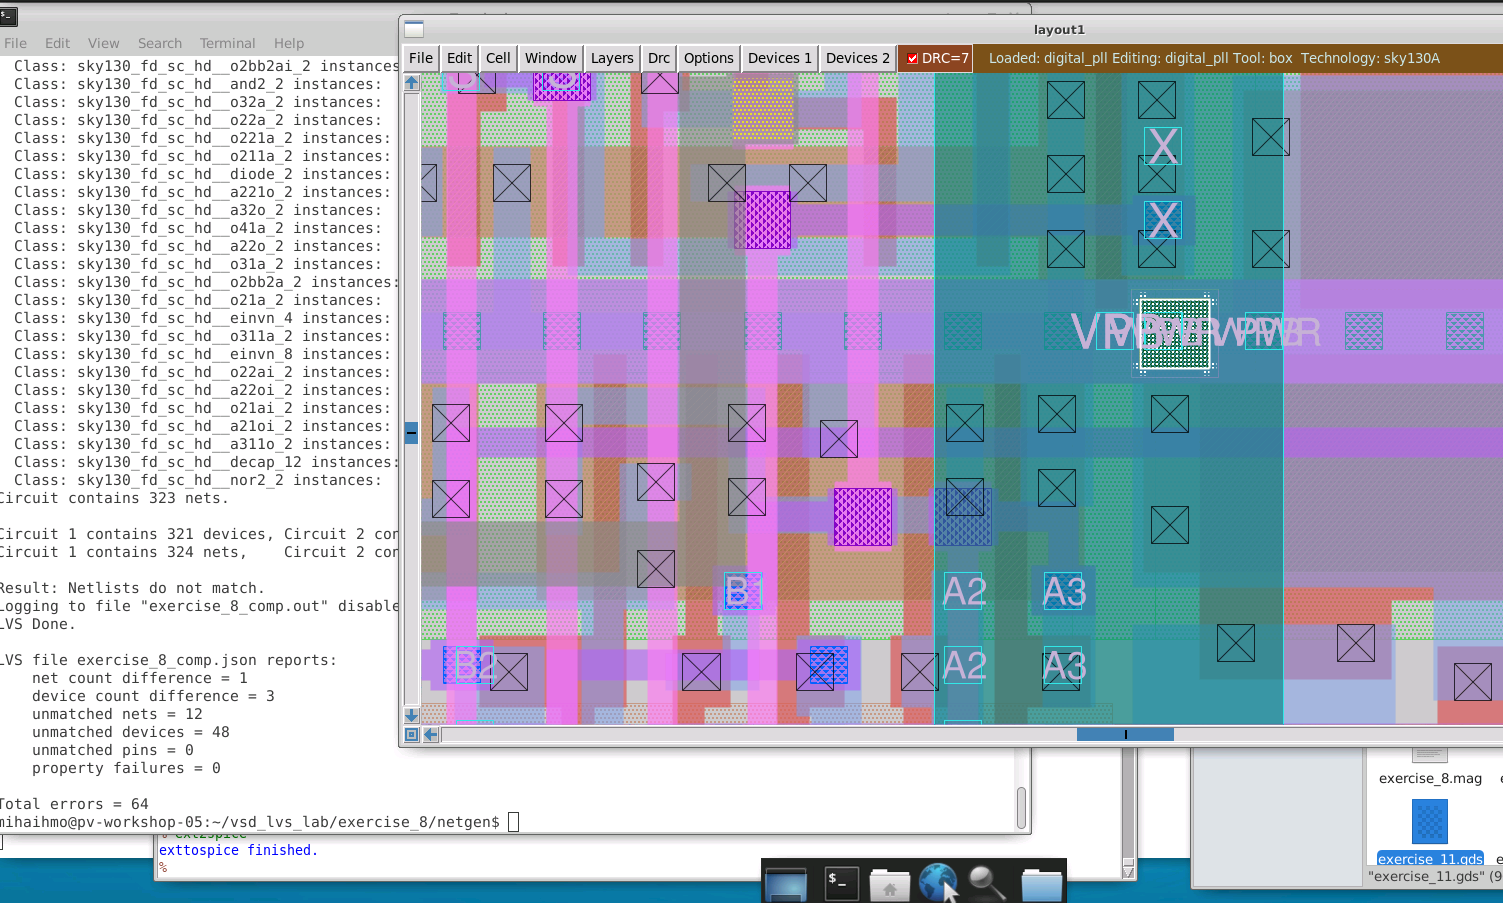 File Edit View Search Terminal Help
Class: sky130_fd_sc_hd__o2bb2ai_2 instances
Class: sky130_fd_sc_hd__and2_2 instances:
Class: sky130_fd_sc_hd__o32a_2 instances:
Class: sky130_fd_sc_hd__o22a_2 instances:
Class: sky130_fd_sc_hd__o221a_2 instances:
Class: sky130_fd_sc_hd__o211a_2 instances:
Class: sky130_fd_sc_hd__diode_2 instances:
Class: sky130_fd_sc_hd__a221o_2 instances:
Class: sky130_fd_sc_hd__a32o_2 instances:
Class: sky130_fd_sc_hd__o41a_2 instances:
Class: sky130_fd_sc_hd__a22o_2 instances:
Class: sky130_fd_sc_hd__o31a_2 instances:
Class: sky130_fd_sc_hd__o2bb2a_2 instances:
Class: sky130_fd_sc_hd__o21a_2 instances:
Class: sky130_fd_sc_hd__einvn_4 instances:
Class: sky130_fd_sc_hd__o311a_2 instances:
Class: sky130_fd_sc_hd__einvn_8 instances:
Class: sky130_fd_sc_hd__o22ai_2 instances:
Class: sky130_fd_sc_hd__a22oi_2 instances:
Class: sky130_fd_sc_hd__o21ai_2 instances:
Class: sky130_fd_sc_hd__a21oi_2 instances:
Class: sky130_fd_sc_hd__a311o_2 instances:
Class: sky130_fd_sc_hd__decap_12 instances:
Class: sky130_fd_sc_hd__nor2_2 instances:
Circuit contains 323 nets.
Circuit 1 contains 321 devices, Circuit 2 con
Circuit 1 contains 324 nets,    Circuit 2 con
Result: Netlists do not match.
Logging to file "exercise_8_comp.out" disable
LVS Done.
LVS file exercise_8_comp.json reports:
net count difference = 1
device count difference = 3
unmatched nets = 12
unmatched devices = 48
unmatched pins = 0
property failures = 0
Total errors = 64
mihaihmo@pv-workshop-05:~/vsd_lvs_lab/exercise_8/netgen$
exttospice finished.
%
layout1
File Edit Cell Window Layers Drc Options Devices 1 Devices 2 DRC=7 Loaded: digital_pll Editing: digital_pll Tool: box Technology: sky130A
X
X
B1 A2 A3
B2 A2 A3
exercise_8.mag
exercise_11.gds
"exercise_11.gds" (9